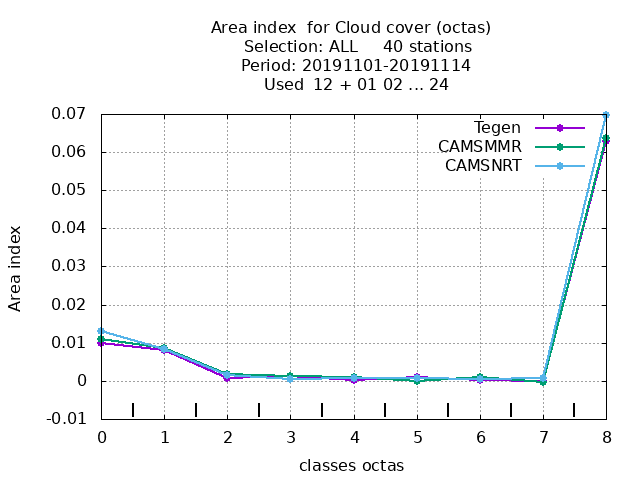 Area index  for Cloud cover (octas)
Selection: ALL     40 stations
Period: 20191101-20191114
Used  12 + 01 02 ... 24
0.07
0.06
0.05
0.04
0.03
0.02
0.01
0
-0.01
Area index
Tegen
CAMSMMR
CAMSNRT
0 1 2 3 4 5 6 7 8
classes octas